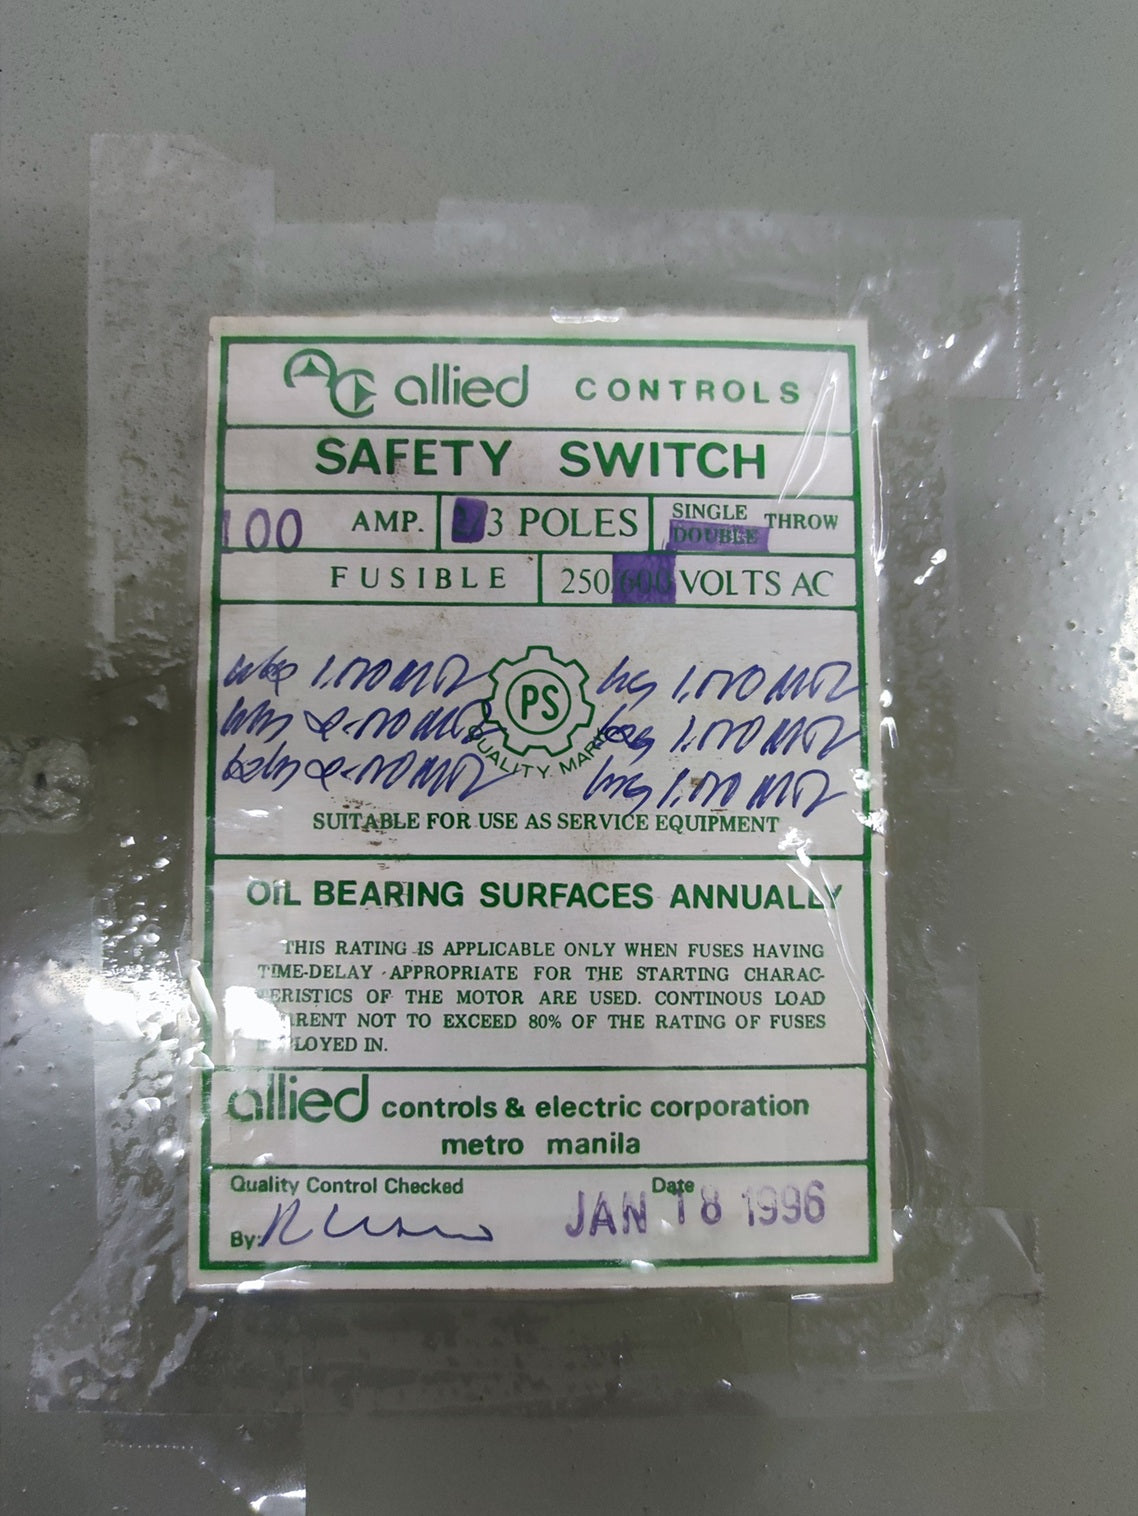 AC allied CONTROLS
SAFETY SWITCH
100 AMP. 2/3 POLES SINGLE DOUBLE THROW
FUSIBLE 250/600 VOLTS AC
PS
QUALITY MARK
SUITABLE FOR USE AS SERVICE EQUIPMENT
OIL BEARING SURFACES ANNUALLY
THIS RATING IS APPLICABLE ONLY WHEN FUSES HAVING
TIME-DELAY APPROPRIATE FOR THE STARTING CHARAC-
TERISTICS OF THE MOTOR ARE USED. CONTINOUS LOAD
RENT NOT TO EXCEED 80% OF THE RATING OF FUSES
LOYED IN.
allied controls & electric corporation
metro manila
Quality Control Checked Date
By: JAN 18 1996